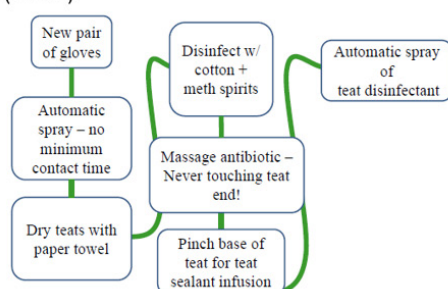 New pair
of gloves
Automatic
spray – no
minimum
contact time
Dry teats with
paper towel
Disinfect w/
cotton +
meth spirits
Massage antibiotic –
Never touching teat
end!
Pinch base of
teat for teat
sealant infusion
Automatic spray
of
teat disinfectant